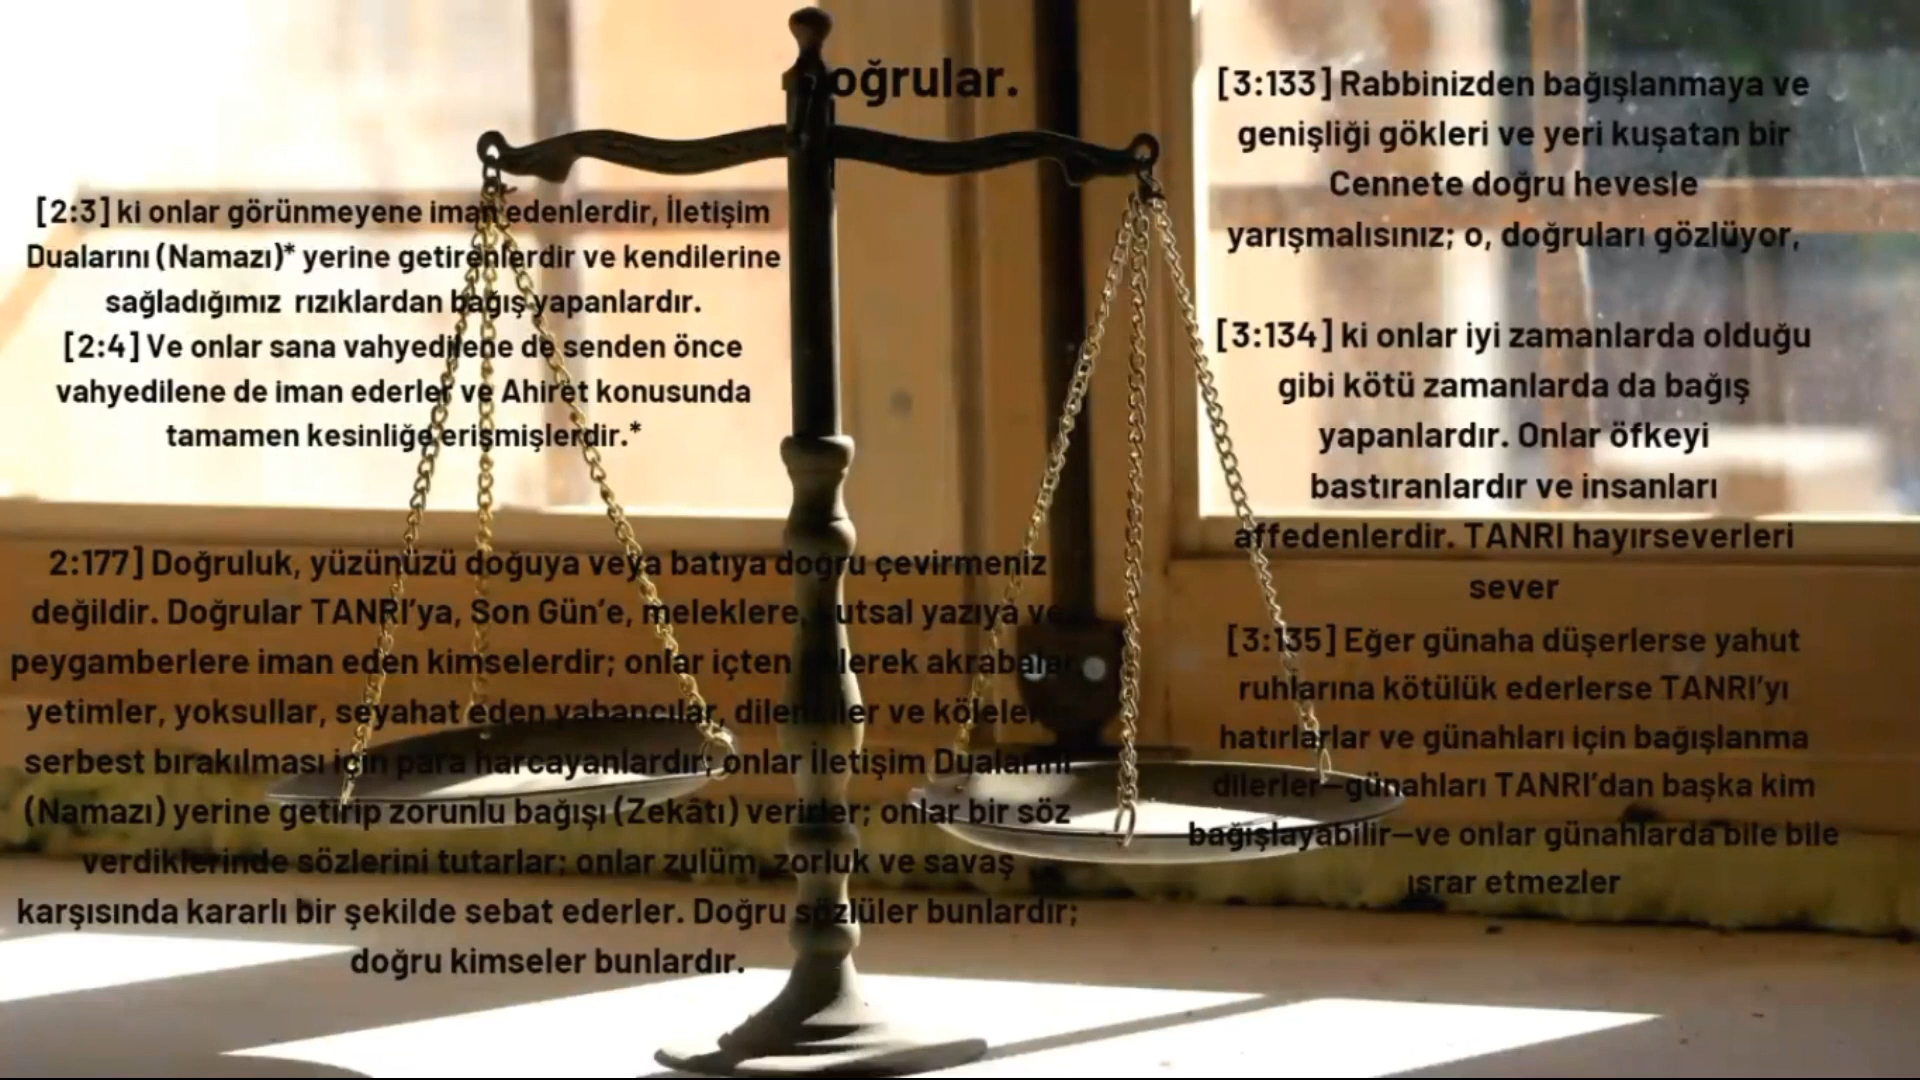 Doğrular.
[2:3] ki onlar görünmeyene iman edenlerdir, İletişim
Dualarını (Namazı)* yerine getirenlerdir ve kendilerine
sağladığımız rızıklardan bağış yapanlardır.
[2:4] Ve onlar sana vahyedilene de senden önce
vahyedilene de iman ederler ve Ahiret konusunda
tamamen kesinliğe erişmişlerdir.*
2:177] Doğruluk, yüzünüzü doğuya veya batıya doğru çevirmeniz
değildir. Doğrular TANRI’ya, Son Gün’e, meleklere, kutsal yazıya ve
peygamberlere iman eden kimselerdir; onlar içten gelerek akrabalar
yetimler, yoksullar, seyahat eden yabancılar, dilenciler ve köleler
serbest bırakılması için para harcayanlardır; onlar İletişim Dualarını
(Namazı) yerine getirip zorunlu bağışı (Zekâtı) verirler; onlar bir söz
verdiklerinde sözlerini tutarlar; onlar zulüm, zorluk ve savaş
karşısında kararlı bir şekilde sebat ederler. Doğru sözlüler bunlardır;
doğru kimseler bunlardır.
[3:133] Rabbinizden bağışlanmaya ve
genişliği gökleri ve yeri kuşatan bir
Cennete doğru hevesle
yarışmalısınız; o, doğruları gözlüyor,
[3:134] ki onlar iyi zamanlarda olduğu
gibi kötü zamanlarda da bağış
yapanlardır. Onlar öfkeyi
bastıranlardır ve insanları
affedenlerdir. TANRI hayırseverleri
sever
[3:135] Eğer günaha düşerlerse yahut
ruhlarına kötülük ederlerse TANRI’yı
hatırlarlar ve günahları için bağışlanma
dilerler—günahları TANRI’dan başka kim
bağışlayabilir—ve onlar günahlarda bile bile
ısrar etmezler